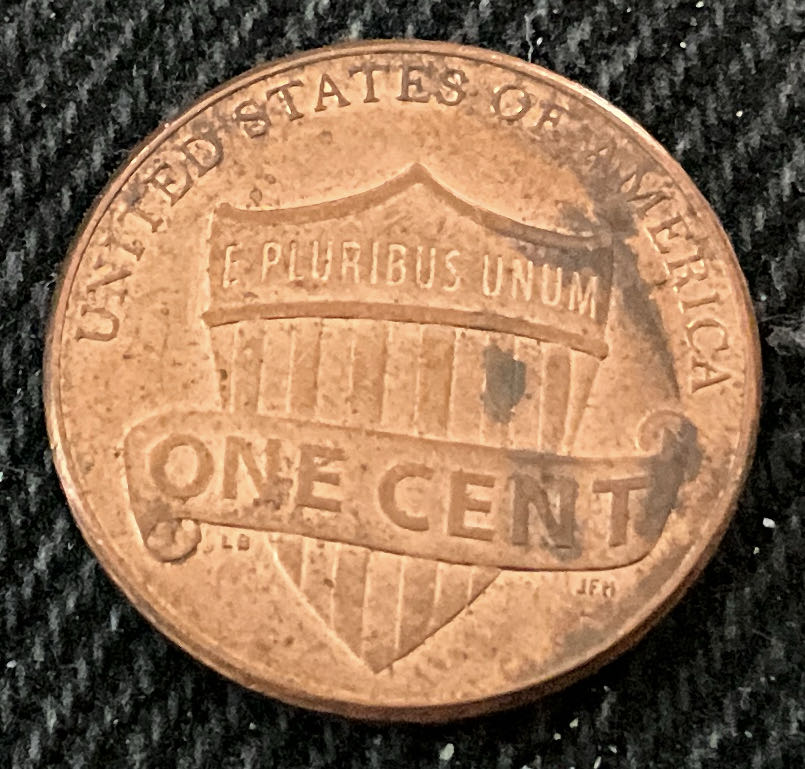 UNITED STATES OF AMERICA
E PLURIBUS UNUM
ONE CENT
LB
JFM